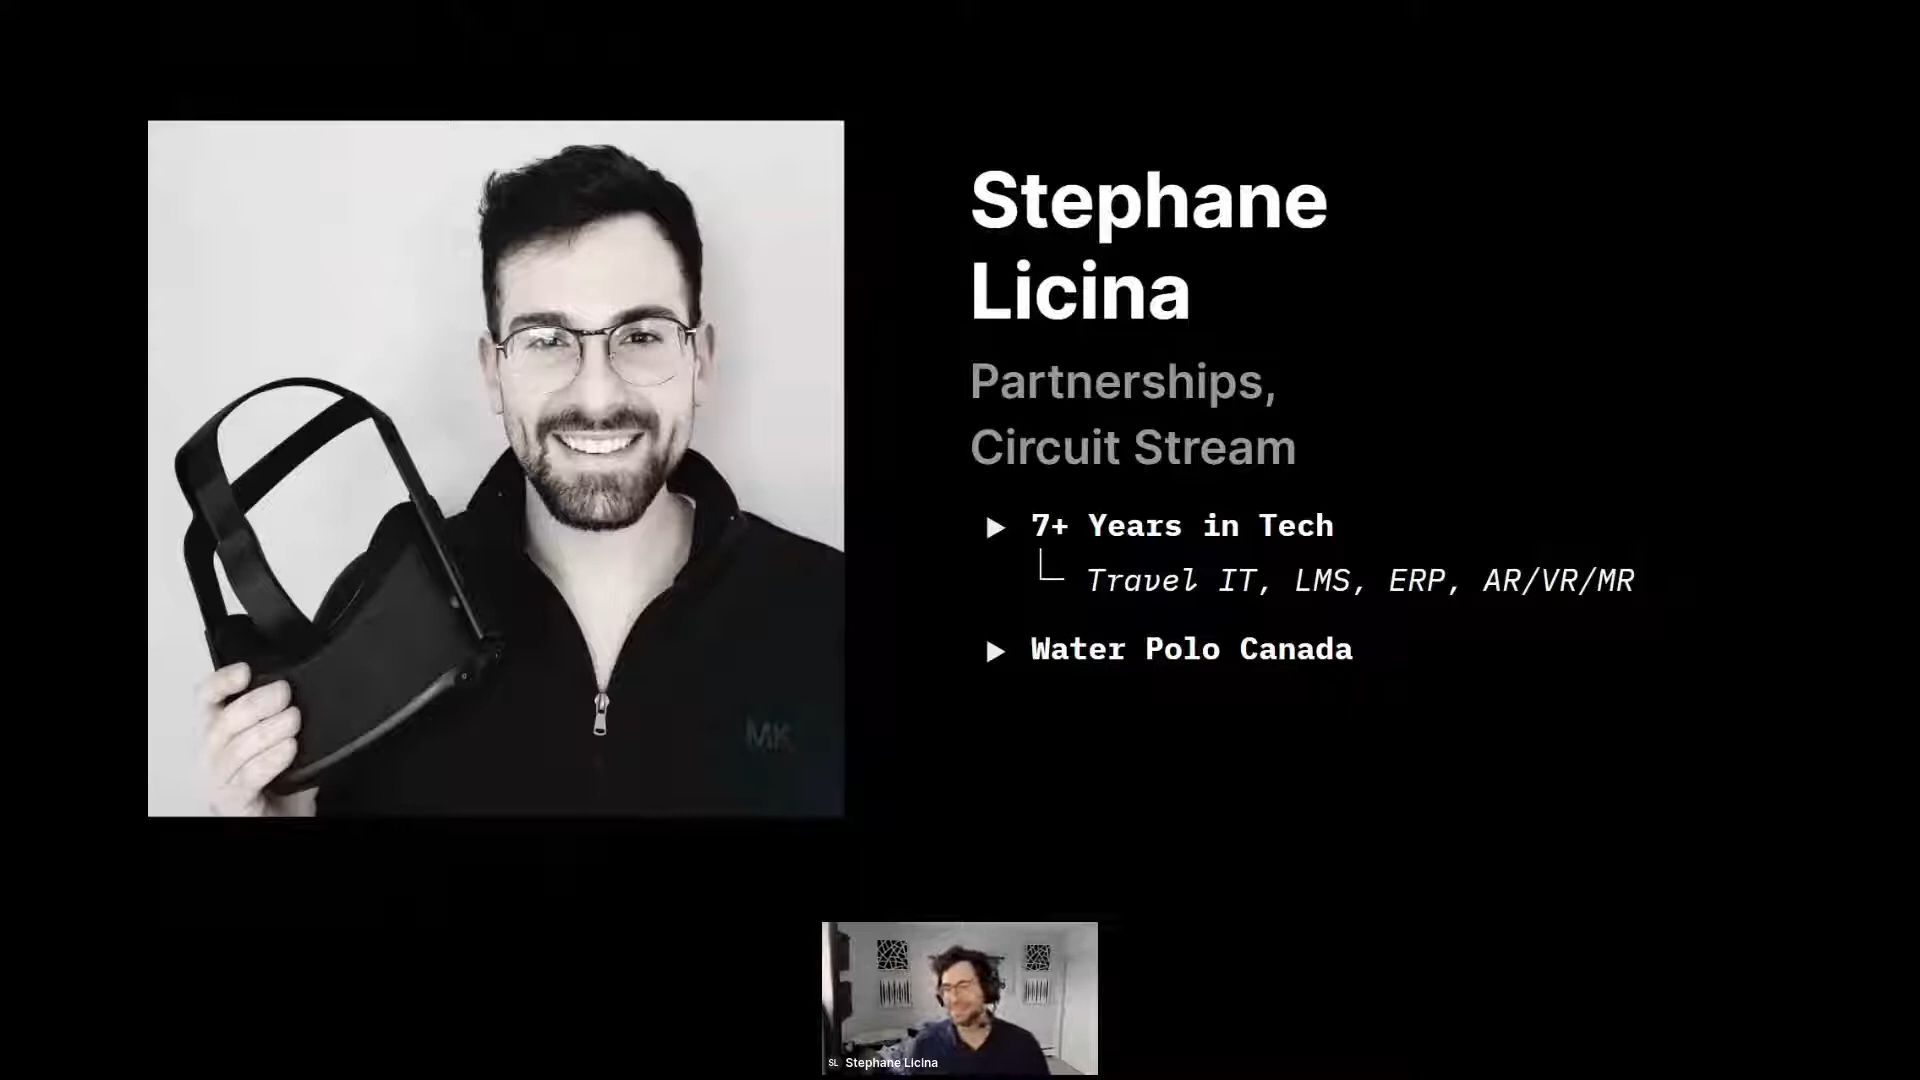 Stephane
Licina
Partnerships,
Circuit Stream
▶ 7+ Years in Tech
Travel IT, LMS, ERP, AR/VR/MR
▶ Water Polo Canada
MK
SL Stephane Licina